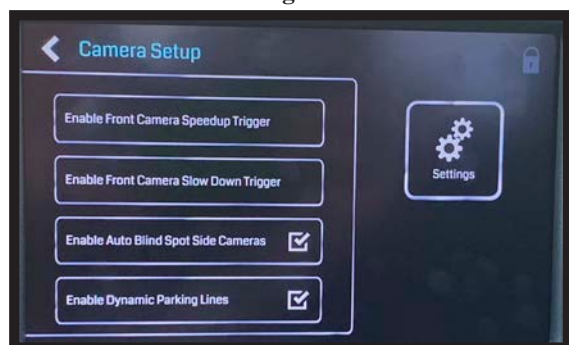 Camera Setup
Enable Front Camera Speedup Trigger
Enable Front Camera Slow Down Trigger
Enable Auto Blind Spot Side Cameras
Enable Dynamic Parking Lines
Settings